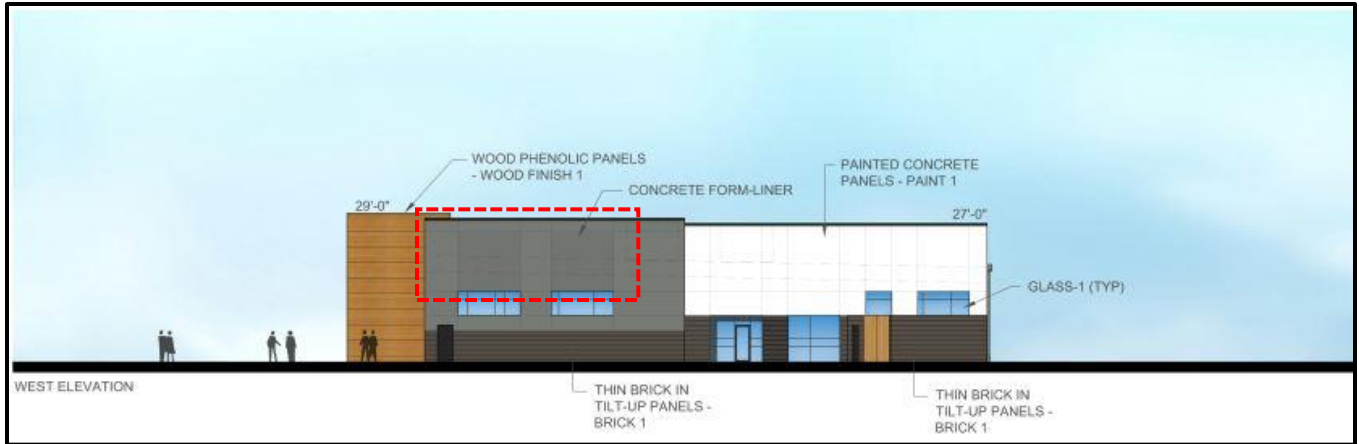 WOOD PHENOLIC PANELS
- WOOD FINISH 1
PAINTED CONCRETE
PANELS - PAINT 1
CONCRETE FORM-LINER
29'-0"
27'-0"
GLASS-1 (TYP)
WEST ELEVATION
THIN BRICK IN
TILT-UP PANELS -
BRICK 1
THIN BRICK IN
TILT-UP PANELS -
BRICK 1